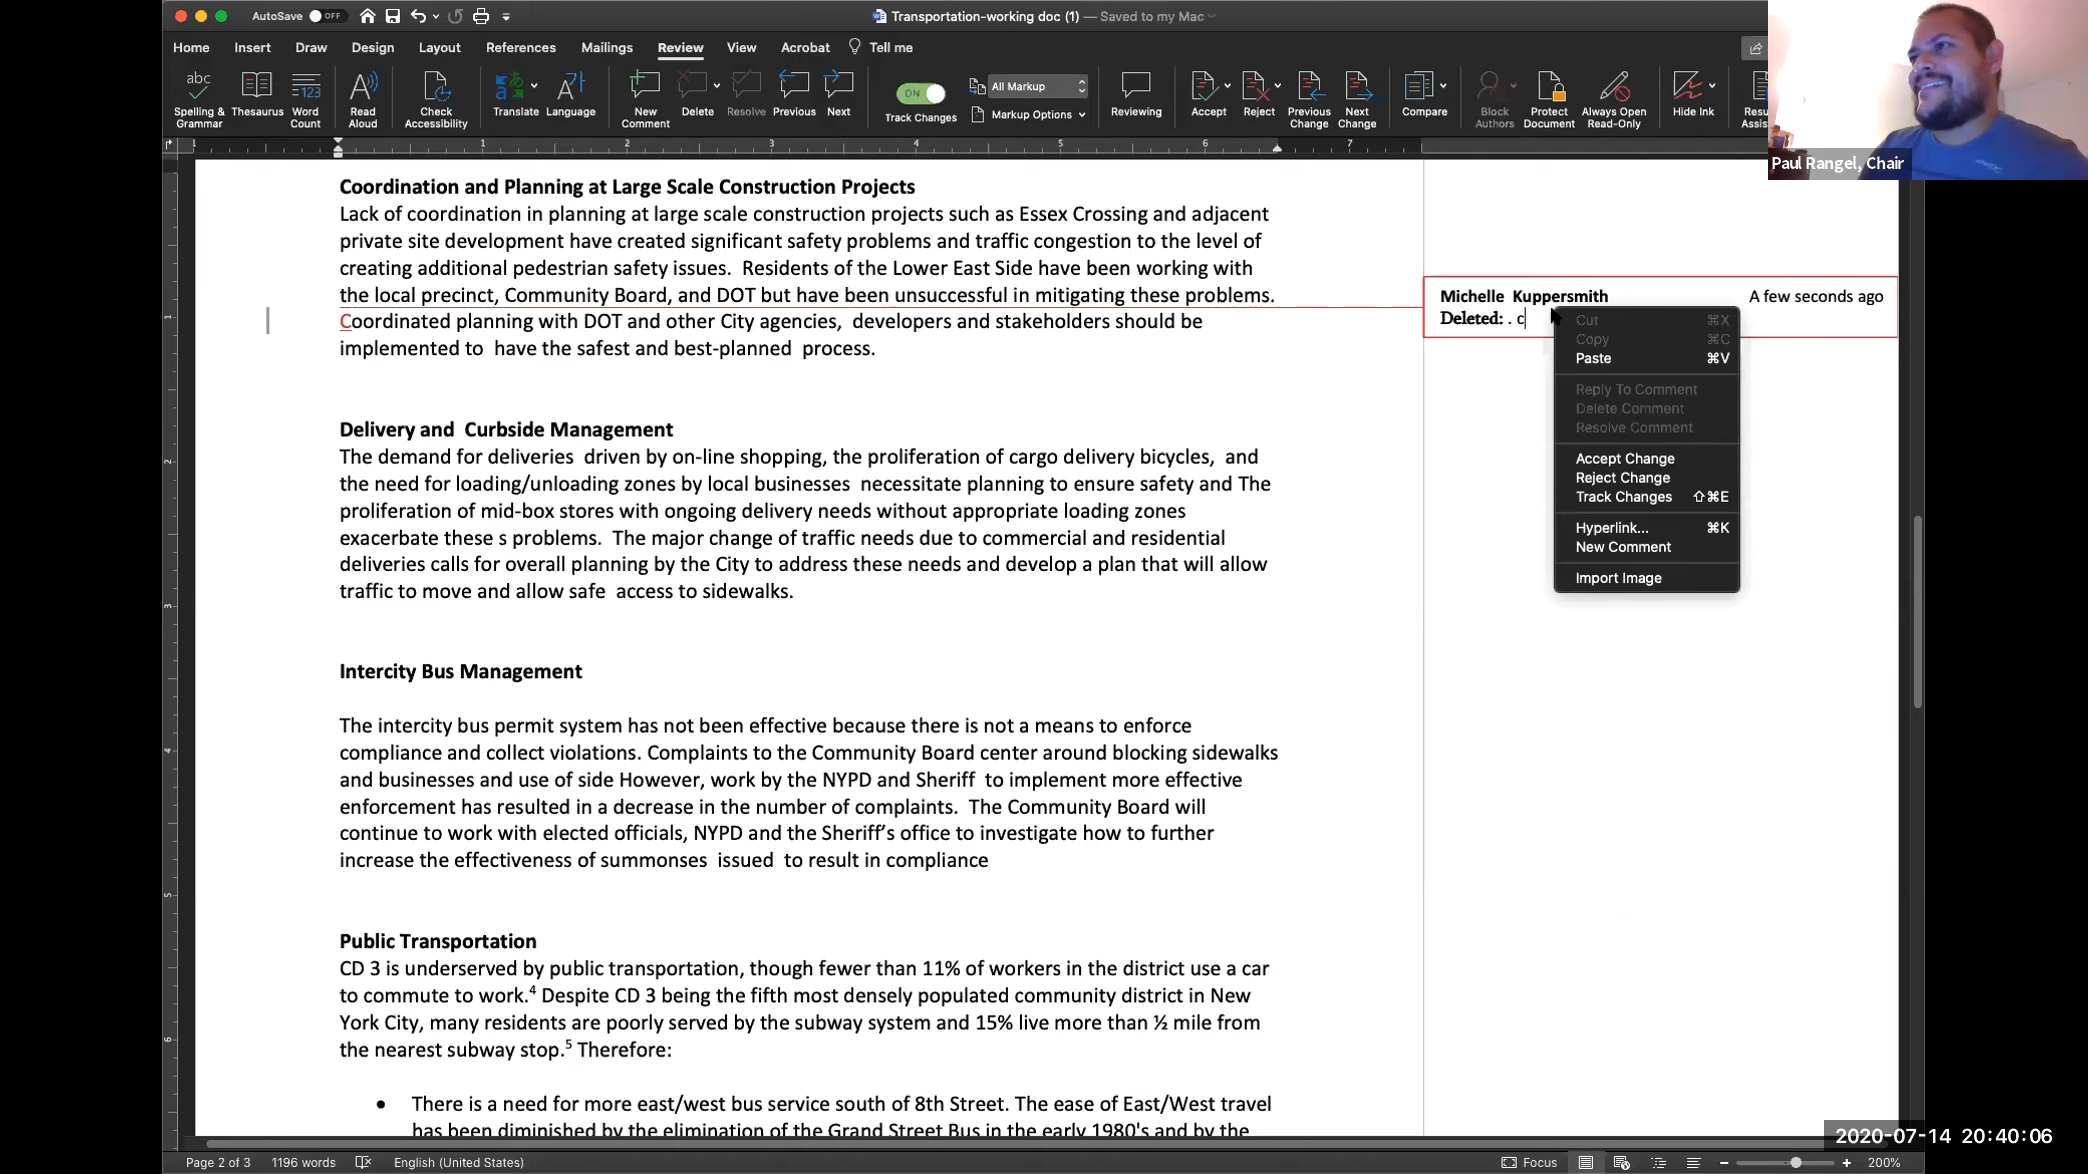 AutoSave OFF Transportation-working doc (1) — Saved to my Mac
Home Insert Draw Design Layout References Mailings Review View Acrobat Tell me
Spelling & Grammar Thesaurus Word Count Read Aloud Check Accessibility Translate Language New Comment Delete Resolve Previous Next ON Track Changes All Markup Markup Options Reviewing Accept Reject Previous Change Next Change Compare Block Authors Protect Document Always Open Read-Only Hide Ink
Paul Rangel, Chair
Coordination and Planning at Large Scale Construction Projects
Lack of coordination in planning at large scale construction projects such as Essex Crossing and adjacent
private site development have created significant safety problems and traffic congestion to the level of
creating additional pedestrian safety issues.  Residents of the Lower East Side have been working with
the local precinct, Community Board, and DOT but have been unsuccessful in mitigating these problems.
Coordinated planning with DOT and other City agencies,  developers and stakeholders should be
implemented to  have the safest and best-planned  process.
Delivery and  Curbside Management
The demand for deliveries  driven by on-line shopping, the proliferation of cargo delivery bicycles,  and
the need for loading/unloading zones by local businesses  necessitate planning to ensure safety and The
proliferation of mid-box stores with ongoing delivery needs without appropriate loading zones
exacerbate these s problems.  The major change of traffic needs due to commercial and residential
deliveries calls for overall planning by the City to address these needs and develop a plan that will allow
traffic to move and allow safe  access to sidewalks.
Intercity Bus Management
The intercity bus permit system has not been effective because there is not a means to enforce
compliance and collect violations. Complaints to the Community Board center around blocking sidewalks
and businesses and use of side However, work by the NYPD and Sheriff  to implement more effective
enforcement has resulted in a decrease in the number of complaints.  The Community Board will
continue to work with elected officials, NYPD and the Sheriff's office to investigate how to further
increase the effectiveness of summonses  issued  to result in compliance
Public Transportation
CD 3 is underserved by public transportation, though fewer than 11% of workers in the district use a car
to commute to work.4 Despite CD 3 being the fifth most densely populated community district in New
York City, many residents are poorly served by the subway system and 15% live more than ½ mile from
the nearest subway stop.5 Therefore:
• There is a need for more east/west bus service south of 8th Street. The ease of East/West travel
has been diminished by the elimination of the Grand Street Bus in the early 1980's and by the
Michelle  Kuppersmith A few seconds ago
Deleted: . c
Cut ⌘X
Copy ⌘C
Paste ⌘V
Reply To Comment
Delete Comment
Resolve Comment
Accept Change
Reject Change
Track Changes ⇧⌘E
Hyperlink... ⌘K
New Comment
Import Image
2020-07-14 20:40:06
Page 2 of 3 1196 words English (United States) Focus 200%